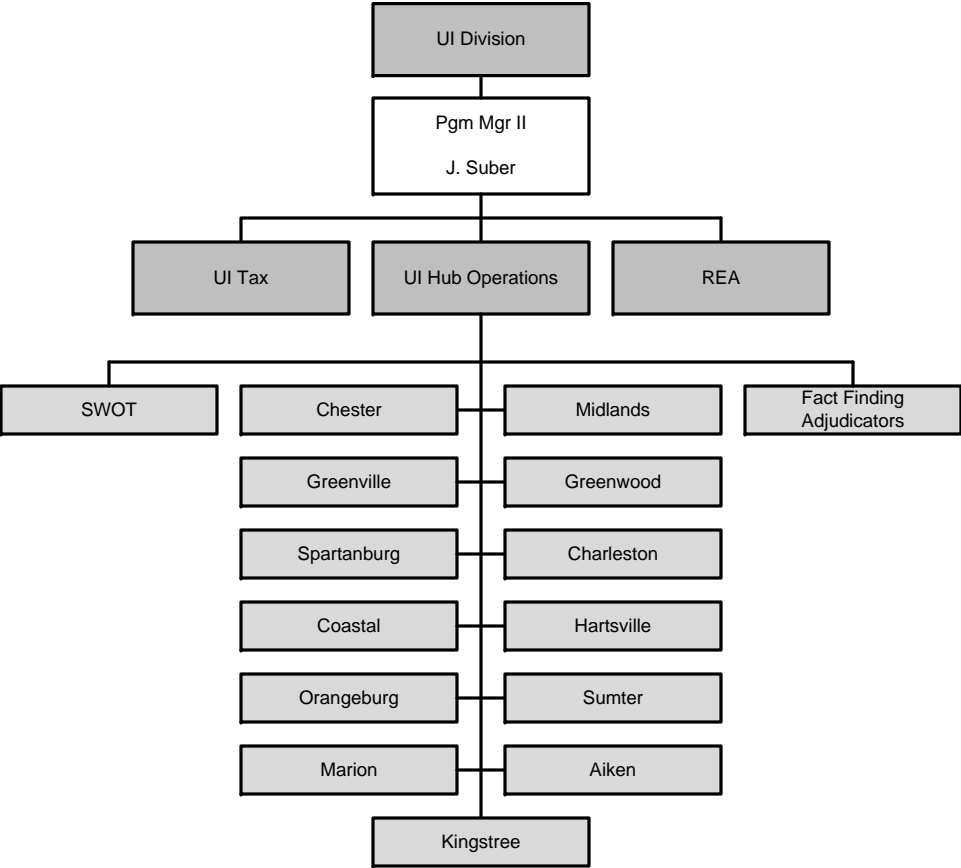 UI Division
Pgm Mgr II
J. Suber
UI Tax
UI Hub Operations
REA
SWOT
Chester
Midlands
Fact Finding
Adjudicators
Greenville
Greenwood
Spartanburg
Charleston
Coastal
Hartsville
Orangeburg
Sumter
Marion
Aiken
Kingstree